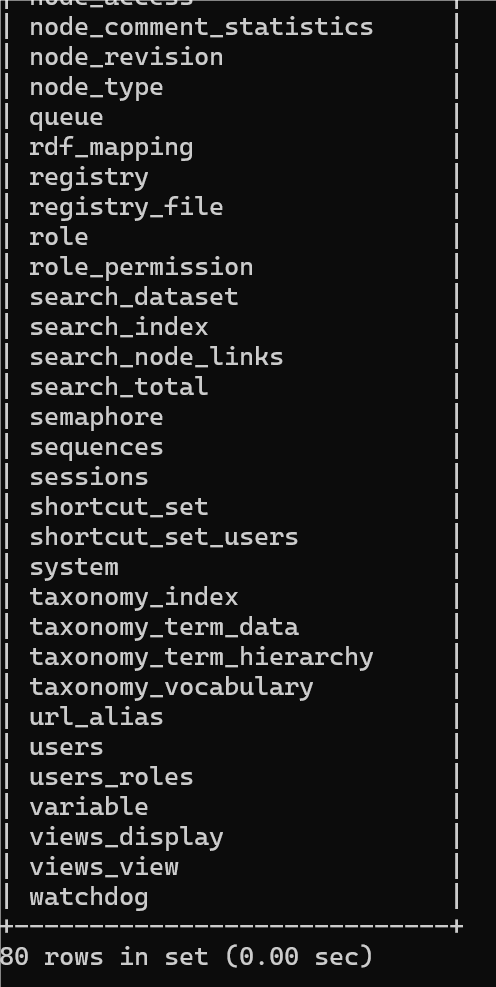 | node_access |
| node_comment_statistics |
| node_revision |
| node_type |
| queue |
| rdf_mapping |
| registry |
| registry_file |
| role |
| role_permission |
| search_dataset |
| search_index |
| search_node_links |
| search_total |
| semaphore |
| sequences |
| sessions |
| shortcut_set |
| shortcut_set_users |
| system |
| taxonomy_index |
| taxonomy_term_data |
| taxonomy_term_hierarchy |
| taxonomy_vocabulary |
| url_alias |
| users |
| users_roles |
| variable |
| views_display |
| views_view |
| watchdog |
+-----------------------------+
80 rows in set (0.00 sec)